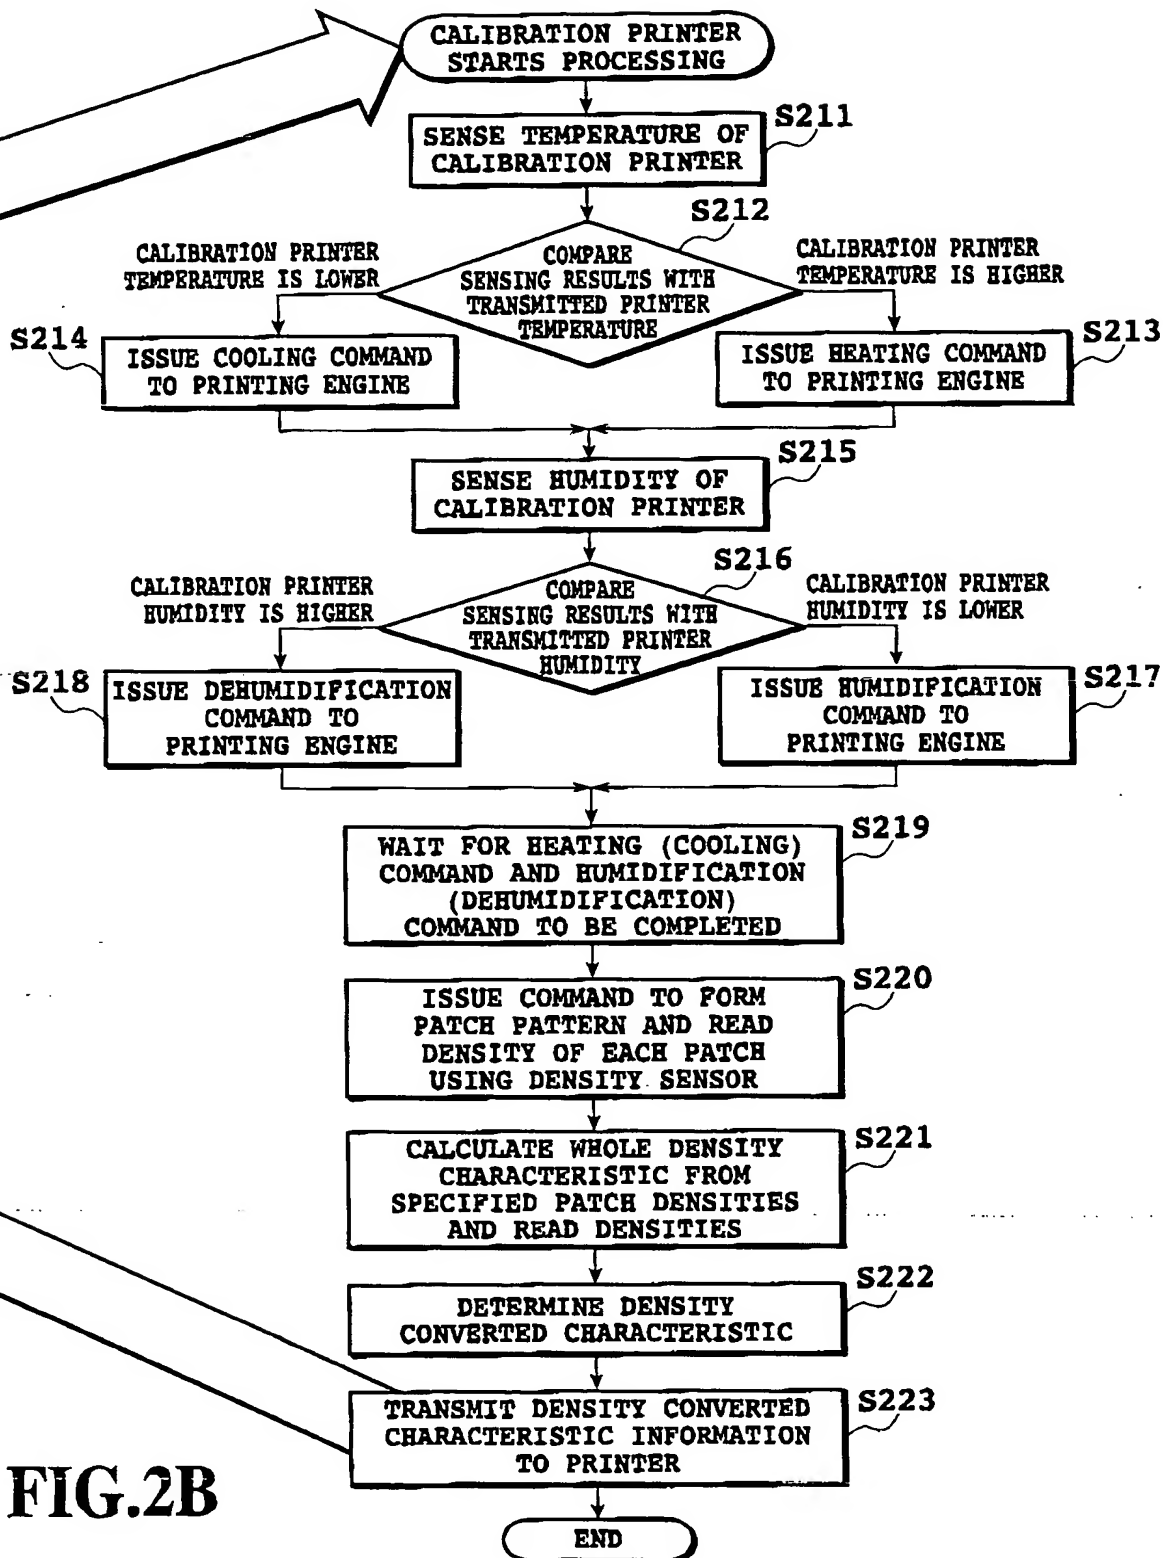 CALIBRATION PRINTER
STARTS PROCESSING
S211
SENSE TEMPERATURE OF
CALIBRATION PRINTER
S212
CALIBRATION PRINTER
TEMPERATURE IS LOWER
COMPARE
SENSING RESULTS WITH
TRANSMITTED PRINTER
TEMPERATURE
CALIBRATION PRINTER
TEMPERATURE IS HIGHER
S214
ISSUE COOLING COMMAND
TO PRINTING ENGINE
S213
ISSUE HEATING COMMAND
TO PRINTING ENGINE
S215
SENSE HUMIDITY OF
CALIBRATION PRINTER
S216
CALIBRATION PRINTER
HUMIDITY IS HIGHER
COMPARE
SENSING RESULTS WITH
TRANSMITTED PRINTER
HUMIDITY
CALIBRATION PRINTER
HUMIDITY IS LOWER
S218
ISSUE DEHUMIDIFICATION
COMMAND TO
PRINTING ENGINE
S217
ISSUE HUMIDIFICATION
COMMAND TO
PRINTING ENGINE
S219
WAIT FOR HEATING (COOLING)
COMMAND AND HUMIDIFICATION
(DEHUMIDIFICATION)
COMMAND TO BE COMPLETED
S220
ISSUE COMMAND TO FORM
PATCH PATTERN AND READ
DENSITY OF EACH PATCH
USING DENSITY SENSOR
S221
CALCULATE WHOLE DENSITY
CHARACTERISTIC FROM
SPECIFIED PATCH DENSITIES
AND READ DENSITIES
S222
DETERMINE DENSITY
CONVERTED CHARACTERISTIC
S223
TRANSMIT DENSITY CONVERTED
CHARACTERISTIC INFORMATION
TO PRINTER
FIG.2B
END